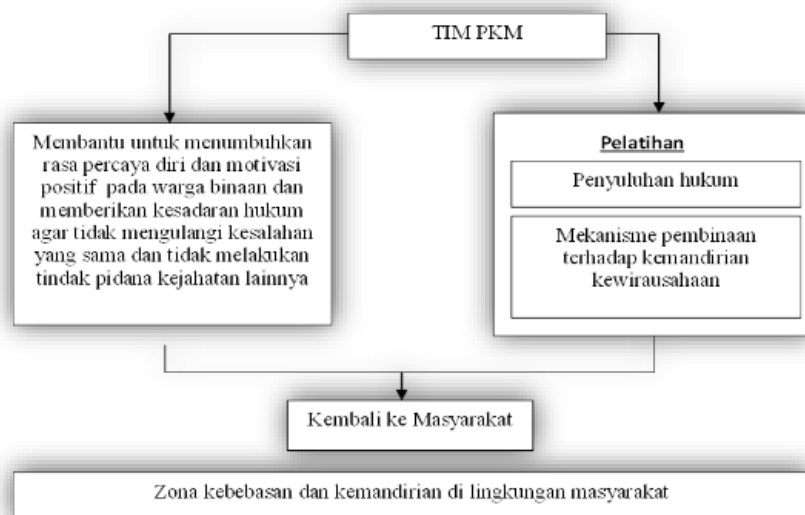 TIM PKM
Membantu untuk menumbuhkan
rasa percaya diri dan motivasi
positif pada warga binaan dan
memberikan kesadaran hukum
agar tidak mengulangi kesalahan
yang sama dan tidak melakukan
tindak pidana kejahatan lainnya
Pelatihan
Penyuluhan hukum
Mekanisme pembinaan
terhadap kemandirian
kewirausahaan
Kembali ke Masyarakat
Zona kebebasan dan kemandirian di lingkungan masyarakat